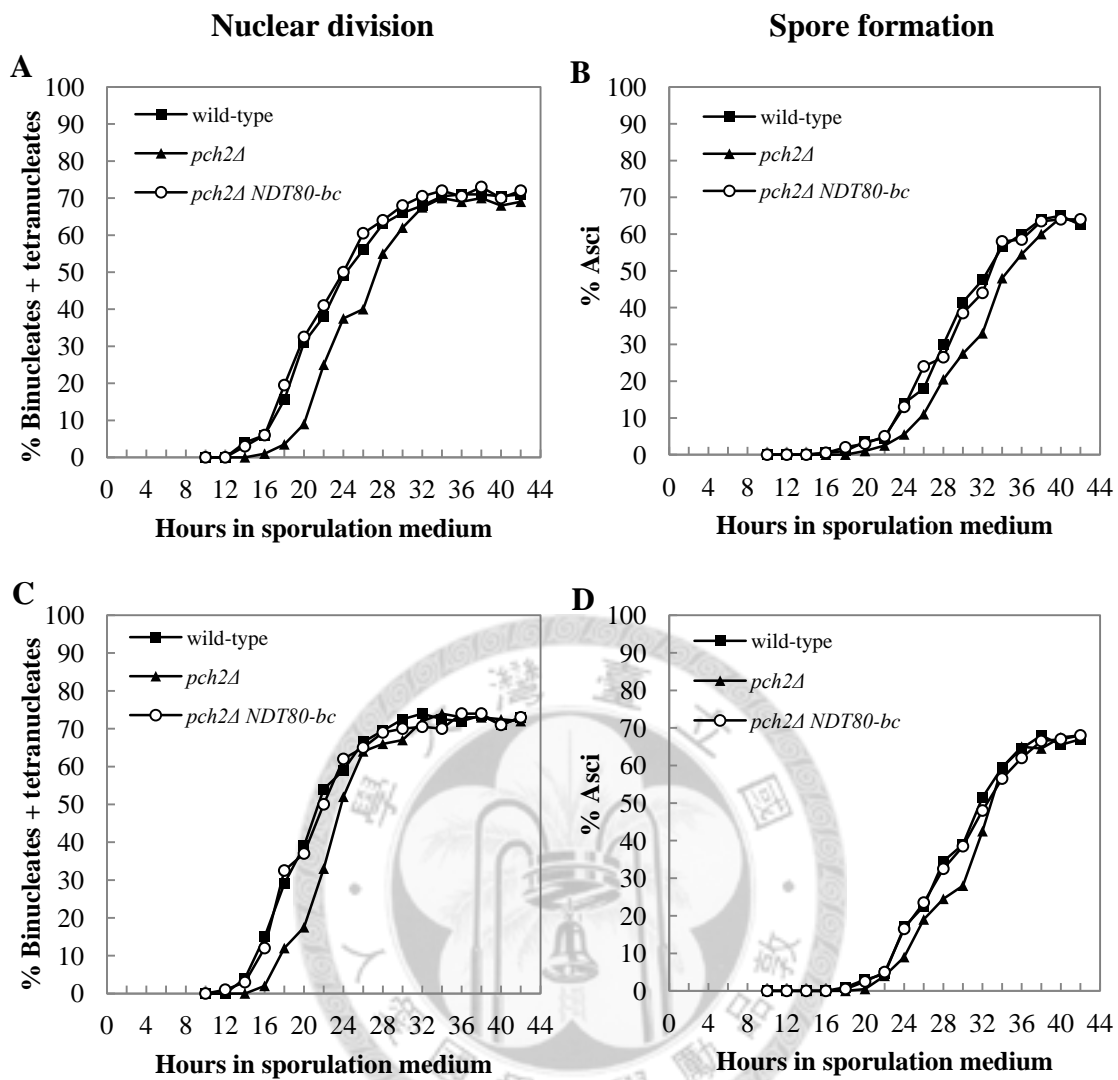 Nuclear division
Spore formation
A
% Binucleates + tetranucleates
100
90
80
70
60
50
40
30
20
10
0
wild-type
pch2Δ
pch2Δ NDT80-bc
0 4 8 12 16 20 24 28 32 36 40 44
Hours in sporulation medium
B
% Asci
100
90
80
70
60
50
40
30
20
10
0
wild-type
pch2Δ
pch2Δ NDT80-bc
0 4 8 12 16 20 24 28 32 36 40 44
Hours in sporulation medium
C
% Binucleates + tetranucleates
100
90
80
70
60
50
40
30
20
10
0
wild-type
pch2Δ
pch2Δ NDT80-bc
0 4 8 12 16 20 24 28 32 36 40 44
Hours in sporulation medium
D
% Asci
100
90
80
70
60
50
40
30
20
10
0
wild-type
pch2Δ
pch2Δ NDT80-bc
0 4 8 12 16 20 24 28 32 36 40 44
Hours in sporulation medium
臺灣